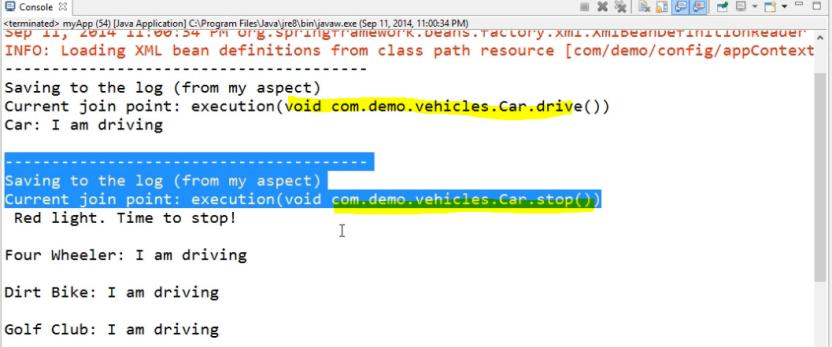 Console
<terminated> myApp (54) [Java Application] C:\Program Files\Java\jre8\bin\javaw.exe (Sep 11, 2014, 11:00:34 PM)
Sep 11, 2014 11:00:34 PM org.springframework.beans.factory.xml.XmlBeanDefinitionReader
INFO: Loading XML bean definitions from class path resource [com/demo/config/appContext
---------------------------------------
Saving to the log (from my aspect)
Current join point: execution(void com.demo.vehicles.Car.drive())
Car: I am driving
---------------------------------------
Saving to the log (from my aspect)
Current join point: execution(void com.demo.vehicles.Car.stop())
Red light. Time to stop!
Four Wheeler: I am driving
Dirt Bike: I am driving
Golf Club: I am driving